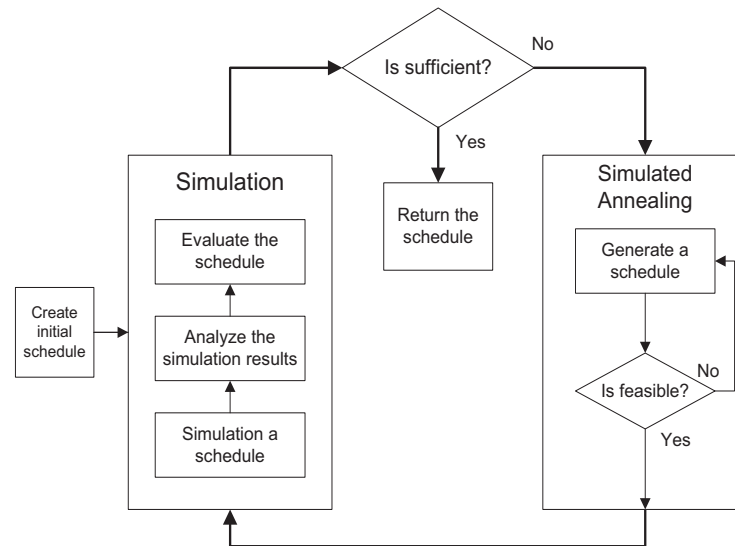 Create
initial
schedule
Simulation
Evaluate the
schedule
Analyze the
simulation results
Simulation a
schedule
Is sufficient?
No
Yes
Return the
schedule
Simulated
Annealing
Generate a
schedule
Is feasible?
No
Yes